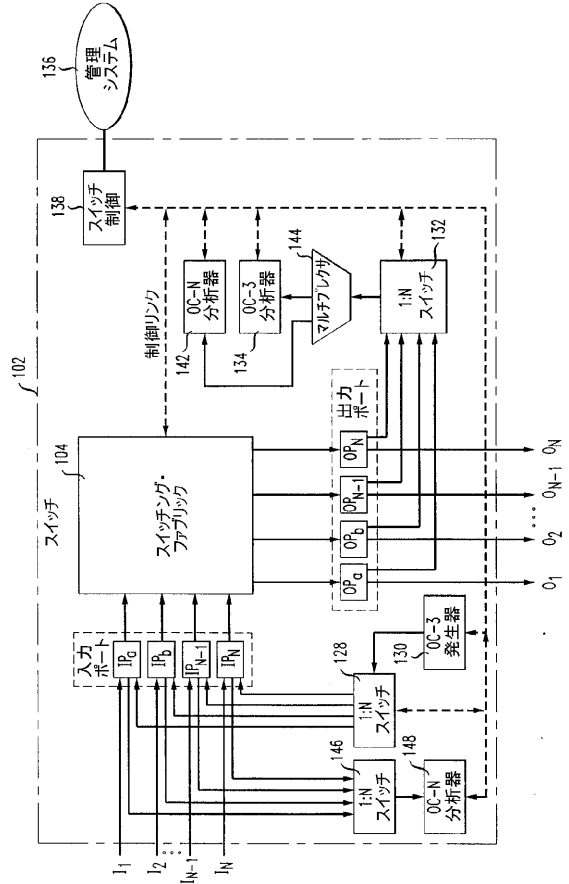 136
管理
システム
138
スイッチ
制御
102
スイッチ
104
スイッチング・
ファブリック
制御リンク
142
OC-N
分析器
134
OC-3
分析器
144
マルチプレクサ
132
1:N
スイッチ
入力
ポート
IPa
IPb
IPN-1
IPN
出力
ポート
OPa
OPb
OPN-1
OPN
I1
I2
IN-1
IN
146
1:N
スイッチ
128
1:N
スイッチ
148
OC-N
分析器
130
OC-3
発生器
O1
O2
ON-1
ON